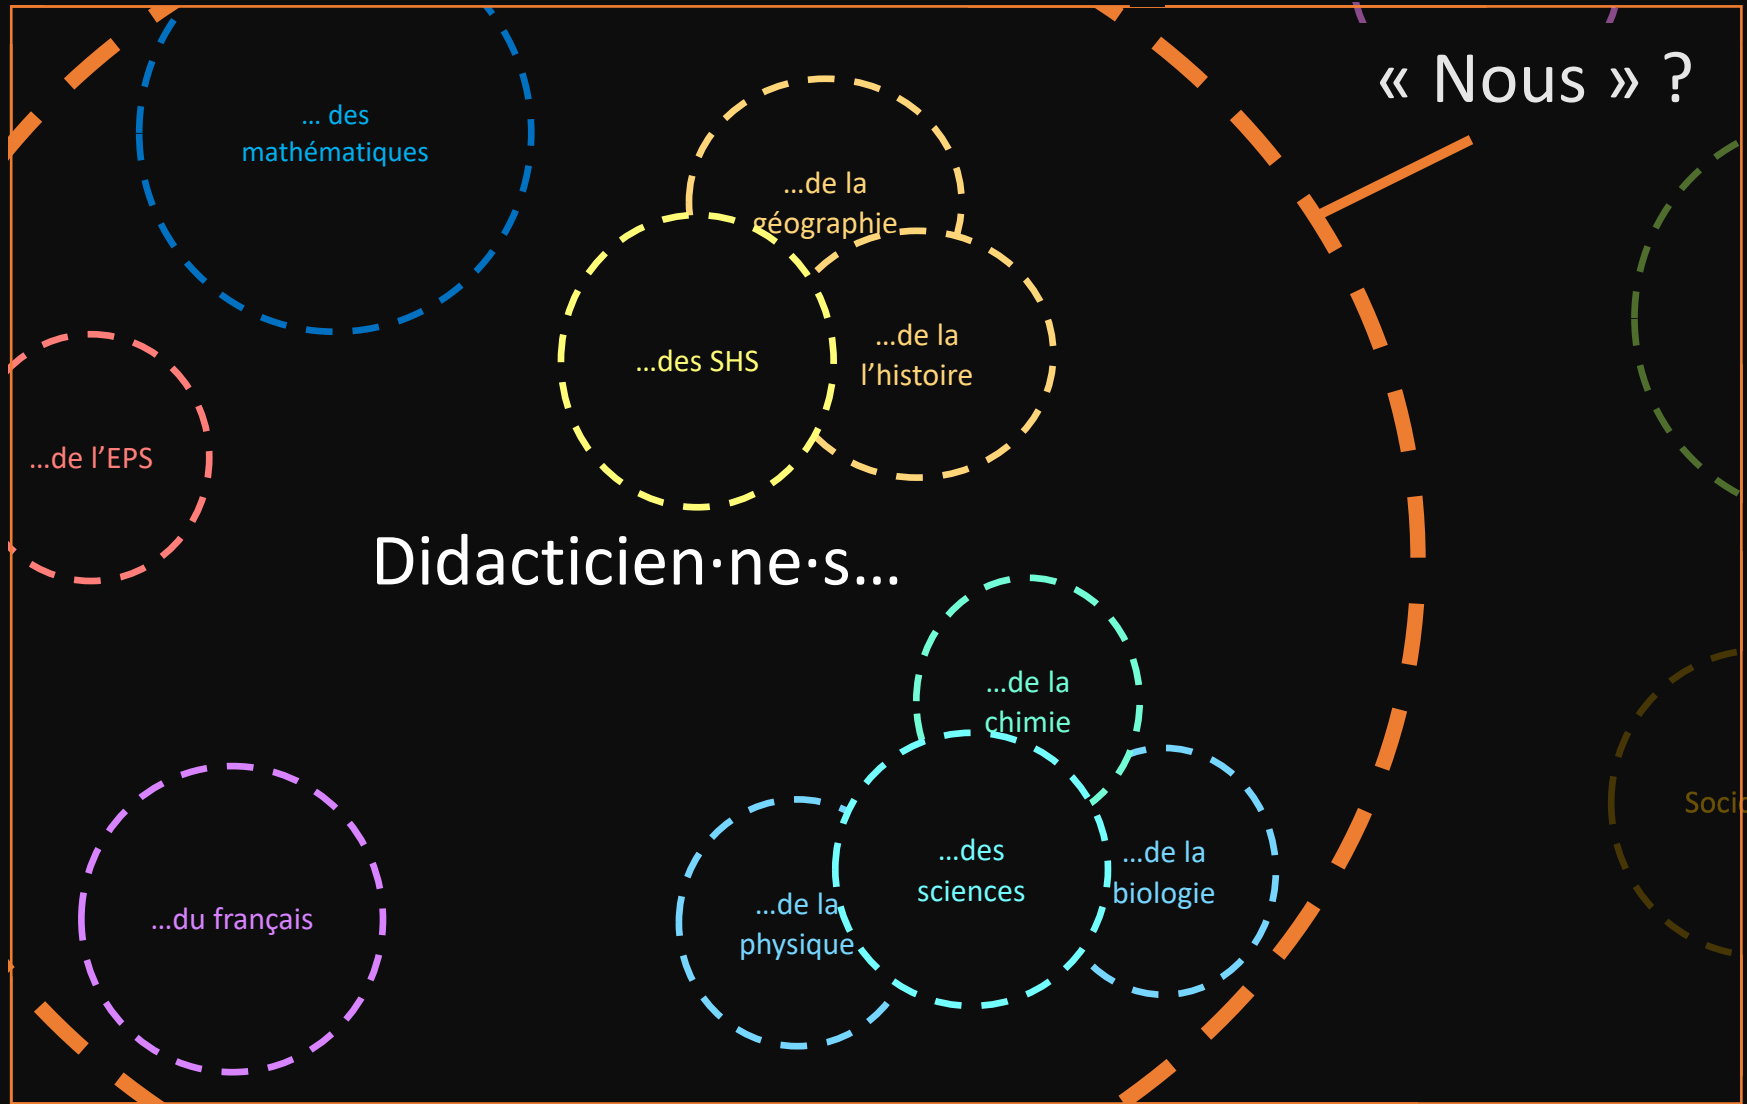 « Nous » ?
... des
mathématiques
...de la
géographie
...des SHS
...de la
l'histoire
...de l'EPS
Didacticien·ne·s...
...de la
chimie
...des
sciences
...de la
biologie
...de la
physique
...du français